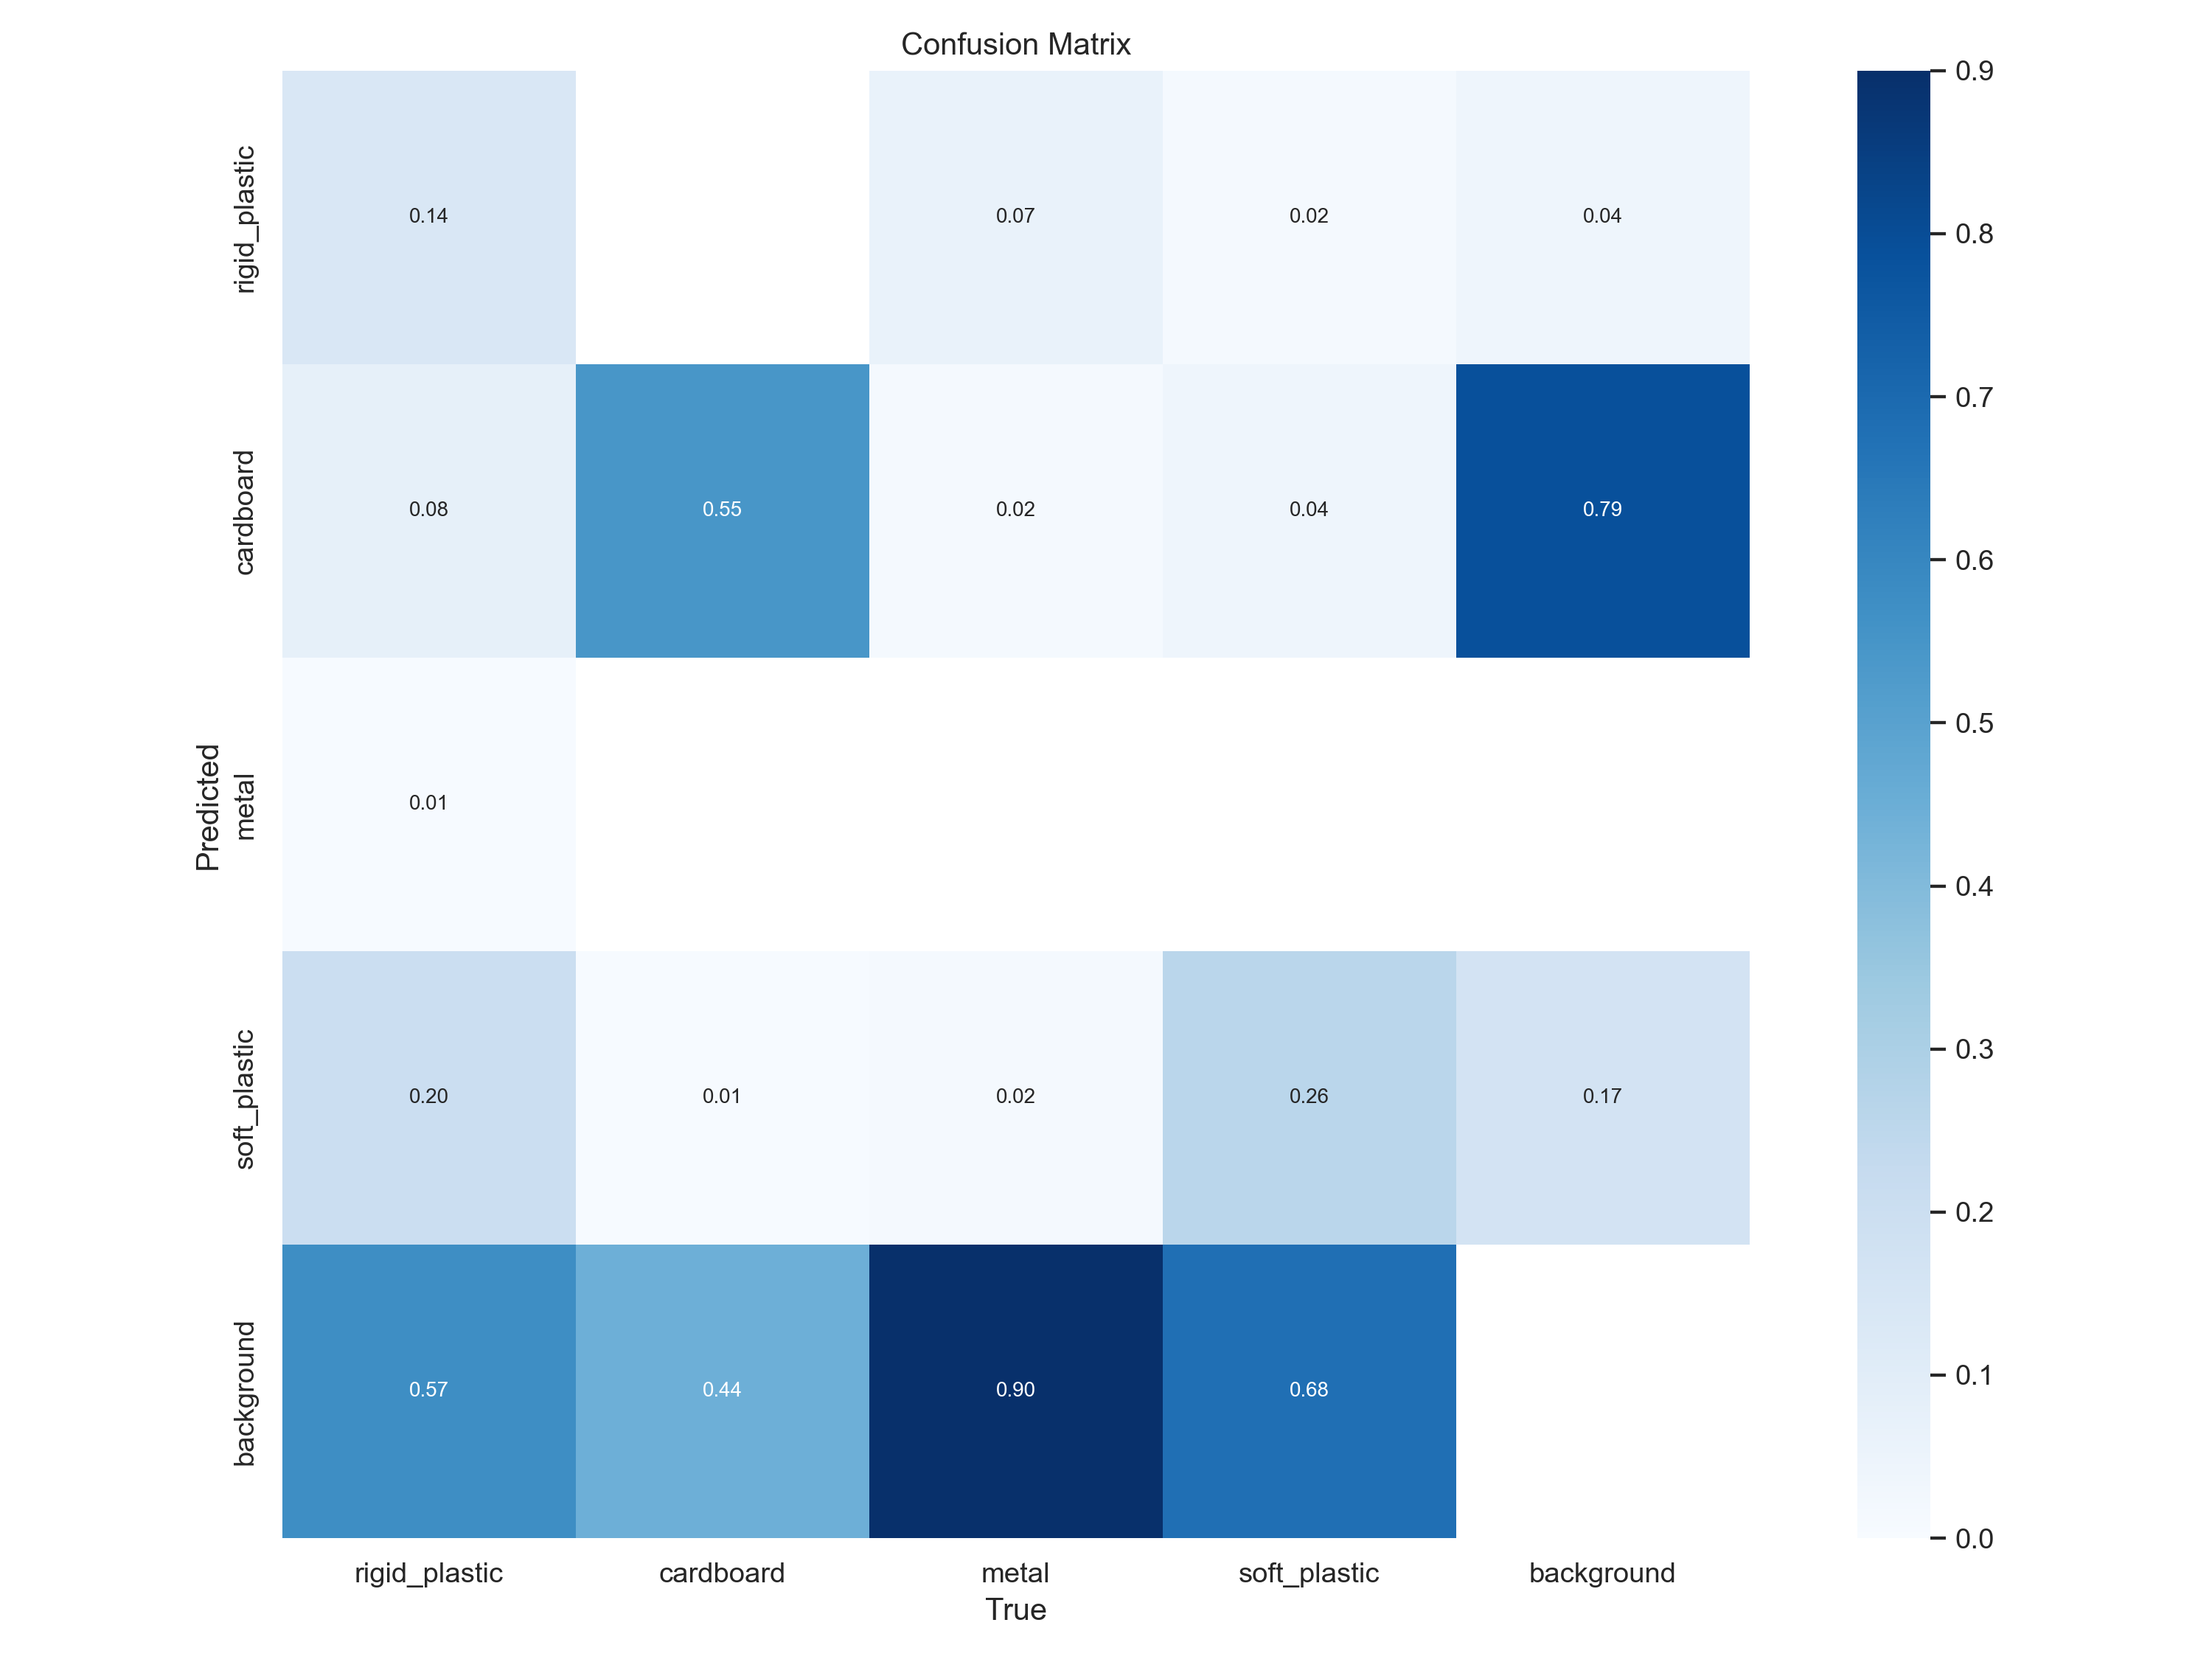 Confusion Matrix
rigid_plastic
0.14
0.07
0.02
0.04
cardboard
0.08
0.55
0.02
0.04
0.79
Predicted
metal
0.01
soft_plastic
0.20
0.01
0.02
0.26
0.17
background
0.57
0.44
0.90
0.68
rigid_plastic
cardboard
metal
soft_plastic
background
True
0.9
0.8
0.7
0.6
0.5
0.4
0.3
0.2
0.1
0.0